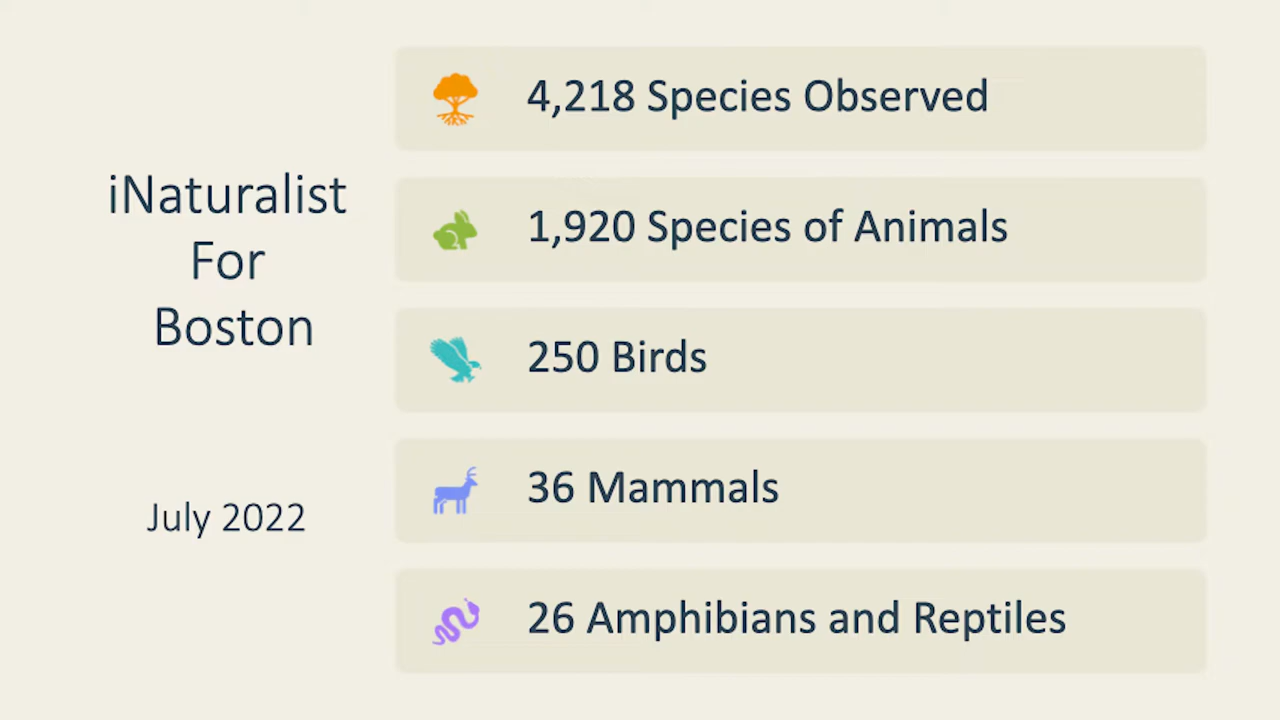 iNaturalist
For
Boston
July 2022
4,218 Species Observed
1,920 Species of Animals
250 Birds
36 Mammals
26 Amphibians and Reptiles